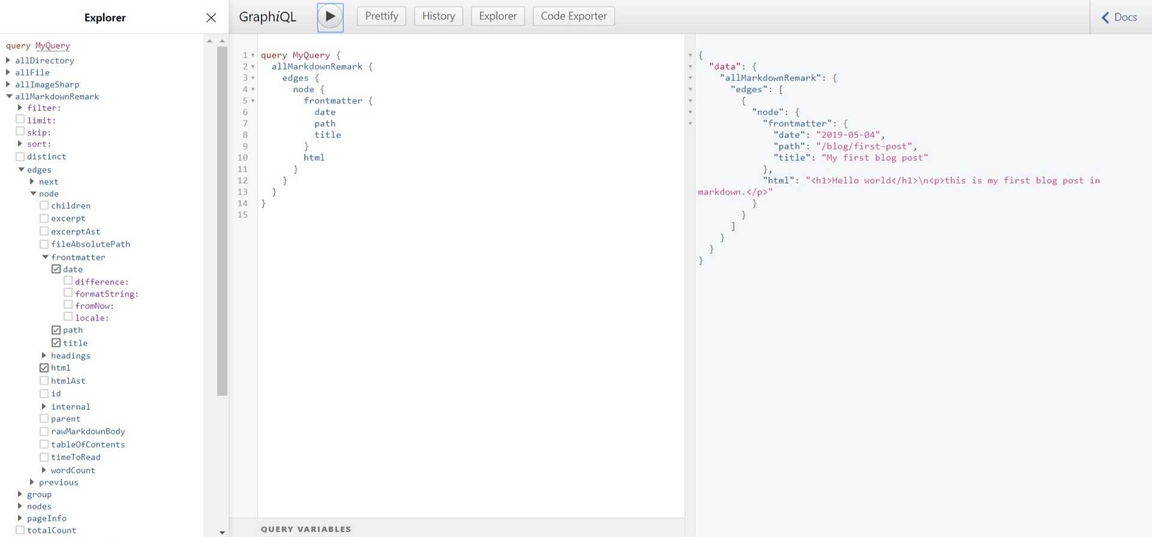 Explorer
query MyQuery
allDirectory
allFile
allImageSharp
allMarkdownRemark
filter:
limit:
skip:
sort:
distinct
edges
next
node
children
excerpt
excerptAst
fileAbsolutePath
frontmatter
date
difference:
formatString:
fromNow:
locale:
path
title
headings
html
htmlAst
id
internal
parent
rawMarkdownBody
tableOfContents
timeToRead
wordCount
previous
group
nodes
pageInfo
totalCount
GraphiQL
Prettify
History
Explorer
Code Exporter
Docs
1 query MyQuery {
2 allMarkdownRemark {
3 edges {
4 node {
5 frontmatter {
6 date
7 path
8 title
9 }
10 html
11 }
12 }
13 }
14 }
15
QUERY VARIABLES
{
"data": {
"allMarkdownRemark": {
"edges": [
{
"node": {
"frontmatter": {
"date": "2019-05-04",
"path": "/blog/first-post",
"title": "My first blog post"
},
"html": "<h1>Hello world</h1>\n<p>this is my first blog post in
markdown.</p>"
}
}
]
}
}
}